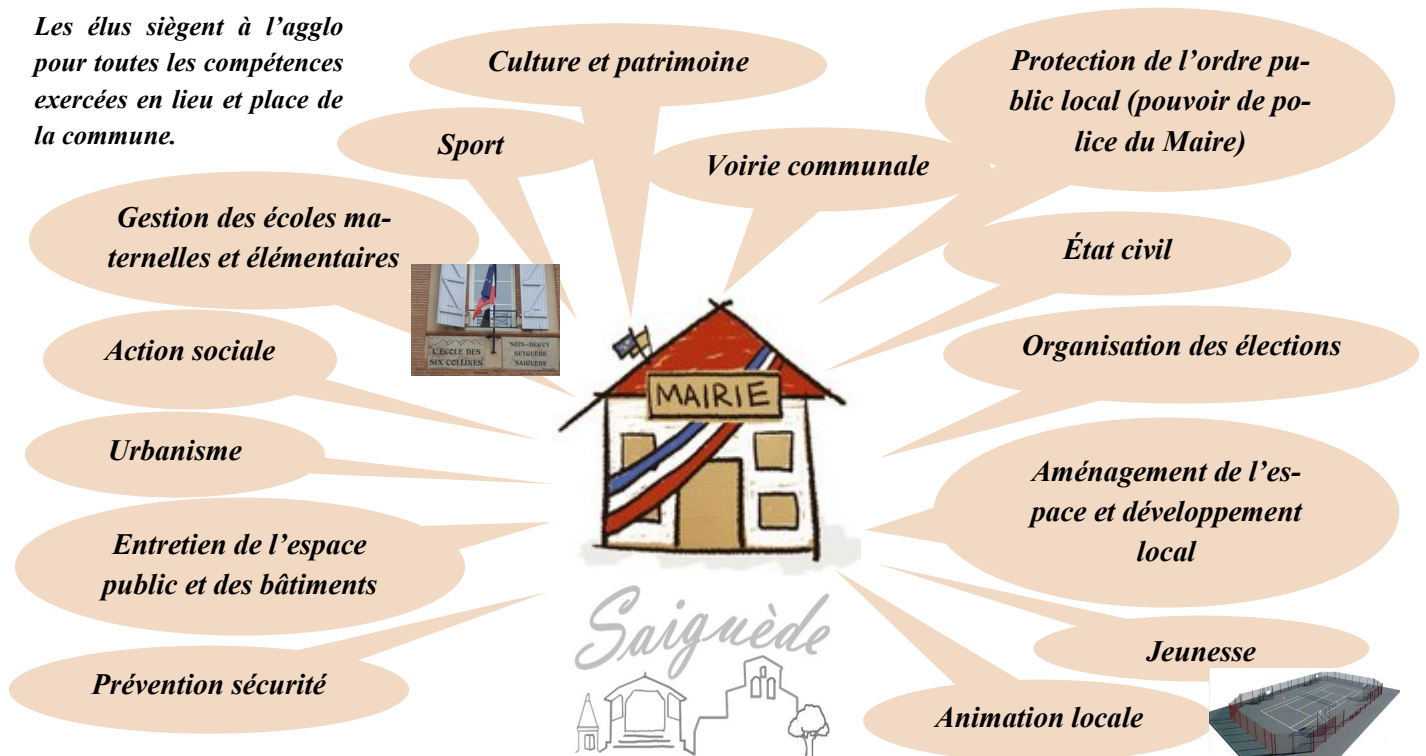 Les élus siègent à l’agglo
pour toutes les compétences
exercées en lieu et place de
la commune.
Culture et patrimoine
Protection de l’ordre pu-
blic local (pouvoir de po-
lice du Maire)
Sport
Voirie communale
Gestion des écoles ma-
ternelles et élémentaires
État civil
L'ÉCOLE DES
SIX COLLINES
SEYGUÈDE
SAIGUÈDE
Action sociale
Organisation des élections
MAIRIE
Urbanisme
Aménagement de l’es-
pace et développement
local
Entretien de l’espace
public et des bâtiments
Saiguède
Jeunesse
Prévention sécurité
Animation locale